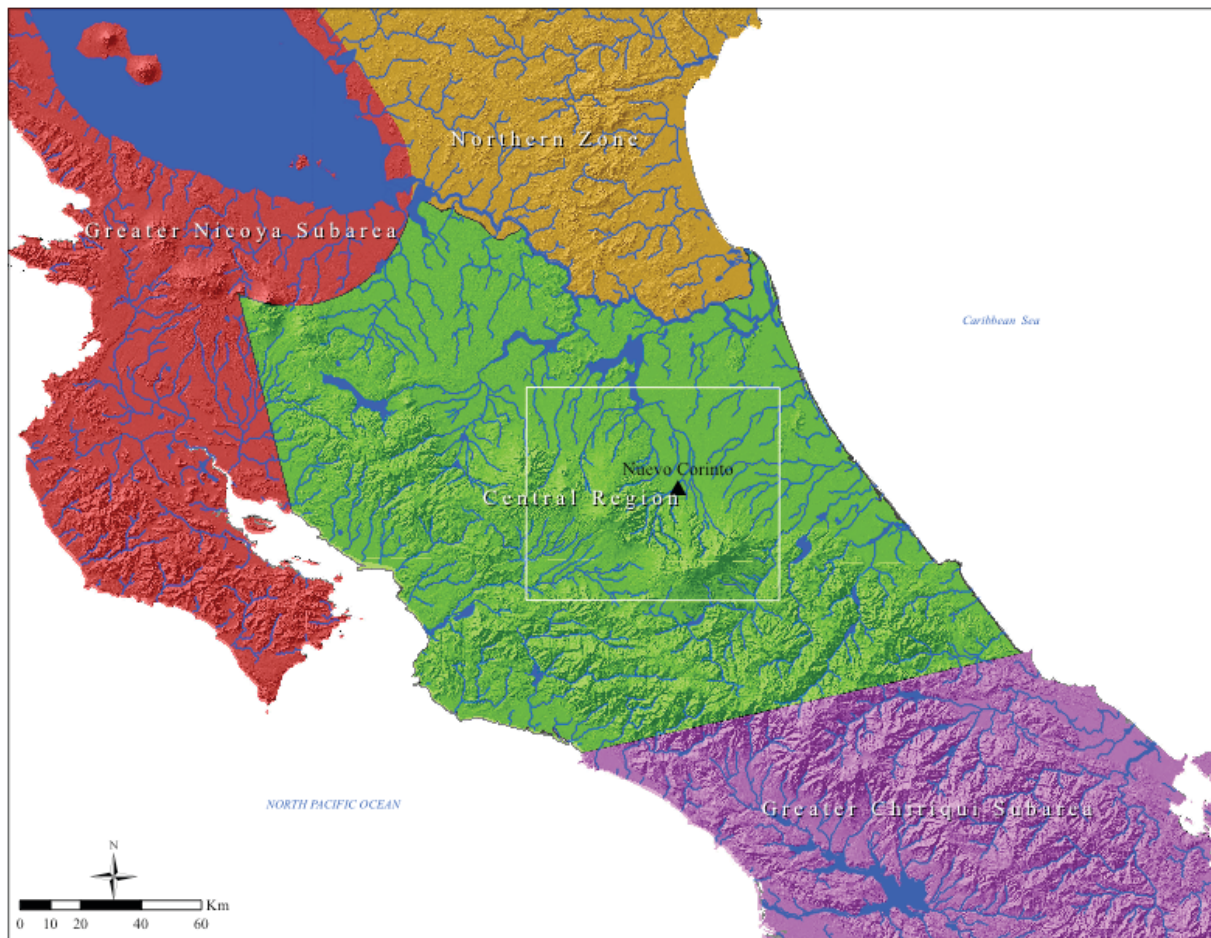 Northern Zone
Greater Nicoya Subarea
Caribbean Sea
Nuevo Corinto
Central Region
NORTH PACIFIC OCEAN
Greater Chiriqui Subarea
N
Km
0 10 20 40 60